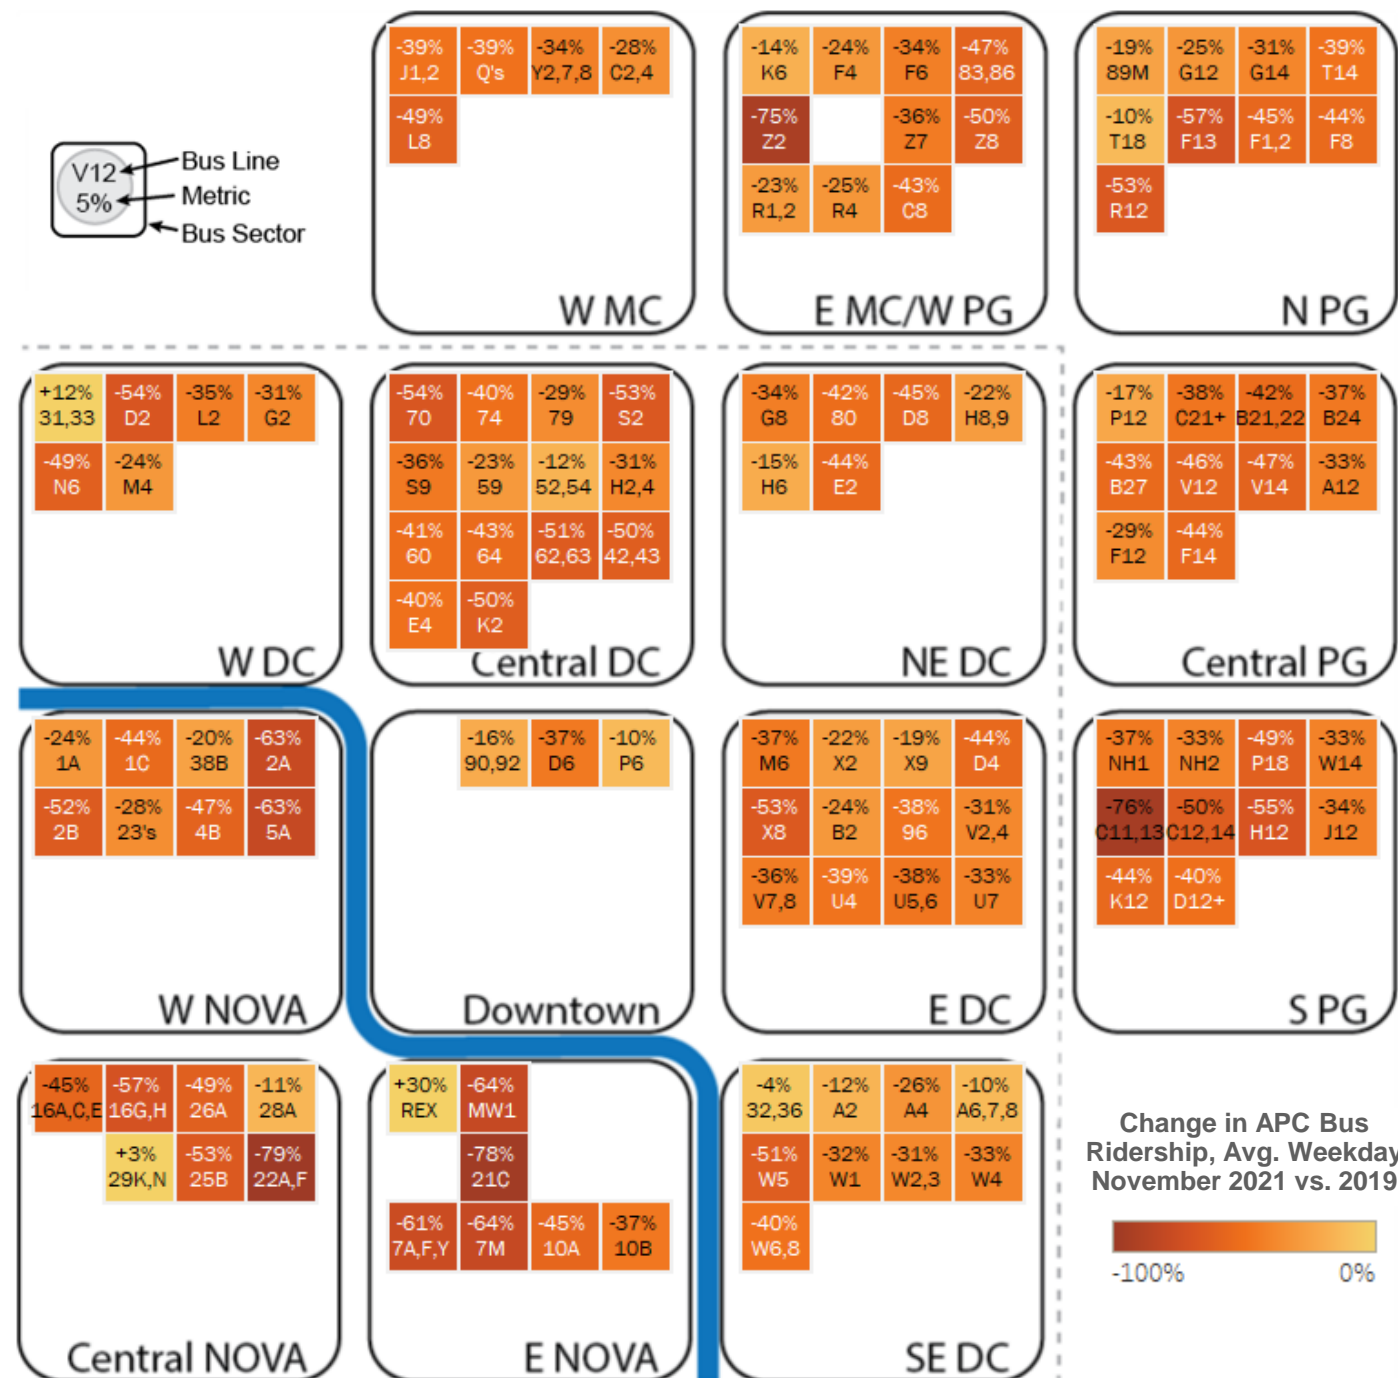 -39% -39% -34% -28%
J1,2 Q's Y2,7,8 C2,4
-49%
L8
W MC
-14% -24% -34% -47%
K6 F4 F6 83,86
-75% -36% -50%
Z2 Z7 Z8
-23% -25% -43%
R1,2 R4 C8
E MC/W PG
-19% -25% -31% -39%
89M G12 G14 T14
-10% -57% -45% -44%
T18 F13 F1,2 F8
-53%
R12
N PG
V12
5%
Bus Line
Metric
Bus Sector
+12% -54% -35% -31%
31,33 D2 L2 G2
-49% -24%
N6 M4
W DC
-54% -40% -29% -53%
70 74 79 S2
-36% -23% -12% -31%
S9 59 52,54 H2,4
-41% -43% -51% -50%
60 64 62,63 42,43
-40% -50%
E4 K2
Central DC
-34% -42% -45% -22%
G8 80 D8 H8,9
-15% -44%
H6 E2
NE DC
-17% -38% -42% -37%
P12 C21+ B21,22 B24
-43% -46% -47% -33%
B27 V12 V14 A12
-29% -44%
F12 F14
Central PG
-24% -44% -20% -63%
1A 1C 38B 2A
-52% -28% -47% -63%
2B 23's 4B 5A
W NOVA
-16% -37% -10%
90,92 D6 P6
Downtown
-37% -22% -19% -44%
M6 X2 X9 D4
-53% -24% -38% -31%
X8 B2 96 V2,4
-36% -39% -38% -33%
V7,8 U4 U5,6 U7
E DC
-37% -33% -49% -33%
NH1 NH2 P18 W14
-76% -50% -55% -34%
C11,13 C12,14 H12 J12
-44% -40%
K12 D12+
S PG
-45% -57% -49% -11%
16A,C,E 16G,H 26A 28A
+3% -53% -79%
29K,N 25B 22A,F
Central NOVA
+30% -64%
REX MW1
-78%
21C
-61% -64% -45% -37%
7A,F,Y 7M 10A 10B
E NOVA
-4% -12% -26% -10%
32,36 A2 A4 A6,7,8
-51% -32% -31% -33%
W5 W1 W2,3 W4
-40%
W6,8
SE DC
Change in APC Bus
Ridership, Avg. Weekday
November 2021 vs. 2019
-100% 0%